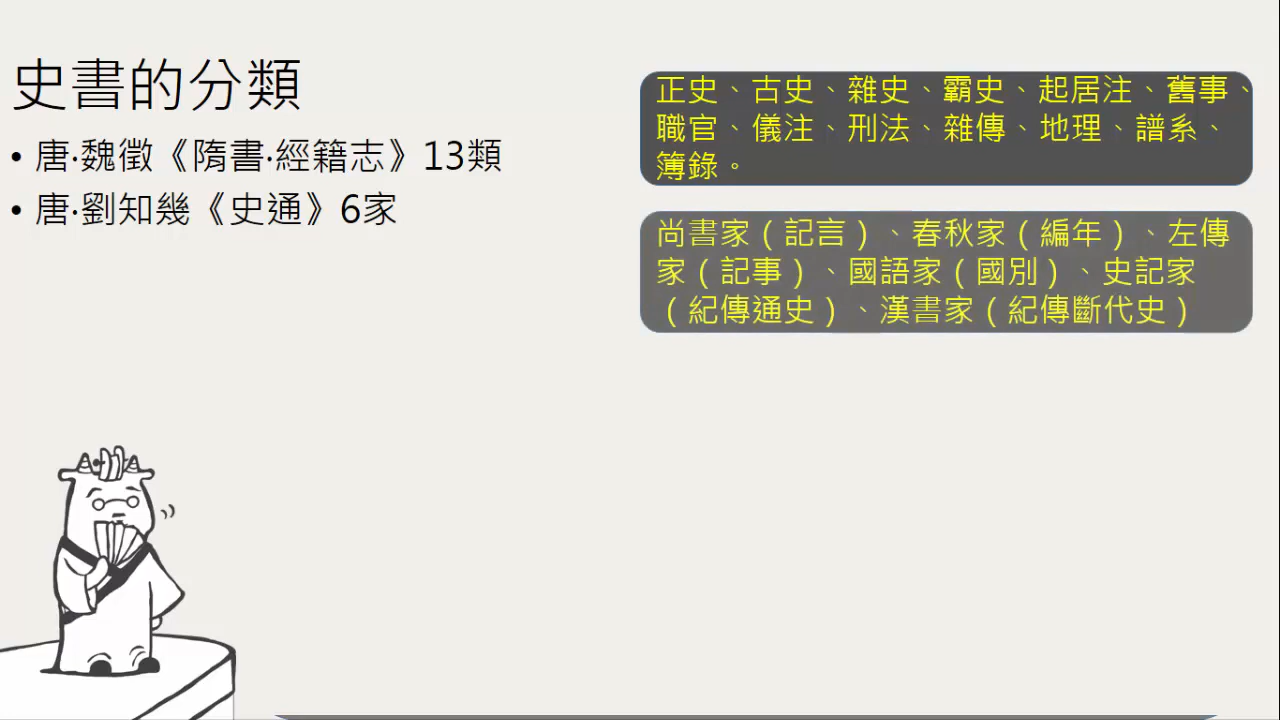 史書的分類
• 唐·魏徵《隋書·經籍志》13類
• 唐·劉知幾《史通》6家
正史、古史、雜史、霸史、起居注、舊事、
職官、儀注、刑法、雜傳、地理、譜系、
簿錄。
尚書家（記言）、春秋家（編年）、左傳
家（記事）、國語家（國別）、史記家
（紀傳通史）、漢書家（紀傳斷代史）